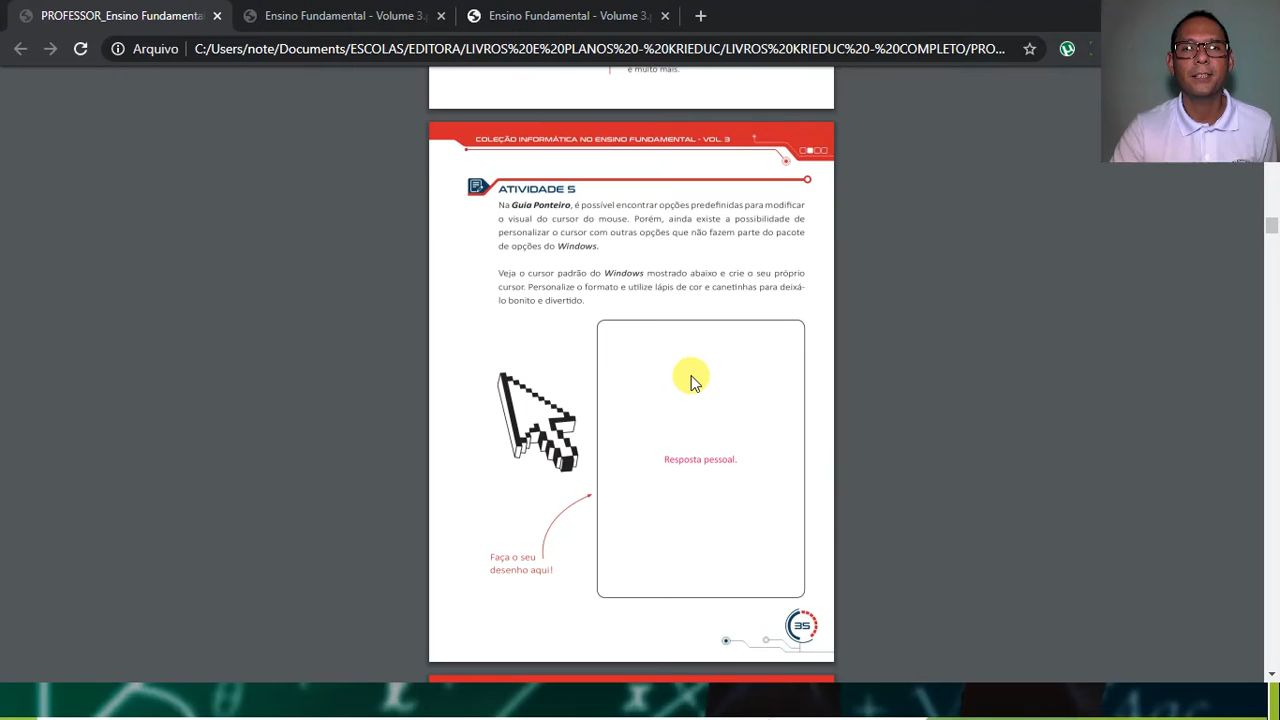 PROFESSOR_Ensino Fundamental
Ensino Fundamental - Volume 3.
Ensino Fundamental - Volume 3.
Arquivo
C:/Users/note/Documents/ESCOLAS/EDITORA/LIVROS%20E%20PLANOS%20-%20KRIEDUC/LIVROS%20KRIEDUC%20-%20COMPLETO/PRO...
e muito mais.
COLEÇÃO INFORMÁTICA NO ENSINO FUNDAMENTAL - VOL. 3
ATIVIDADE 5
Na Guia Ponteiro, é possível encontrar opções predefinidas para modificar
o visual do cursor do mouse. Porém, ainda existe a possibilidade de
personalizar o cursor com outras opções que não fazem parte do pacote
de opções do Windows.
Veja o cursor padrão do Windows mostrado abaixo e crie o seu próprio
cursor. Personalize o formato e utilize lápis de cor e canetinhas para deixá-
lo bonito e divertido.
Resposta pessoal.
Faça o seu
desenho aqui!
35